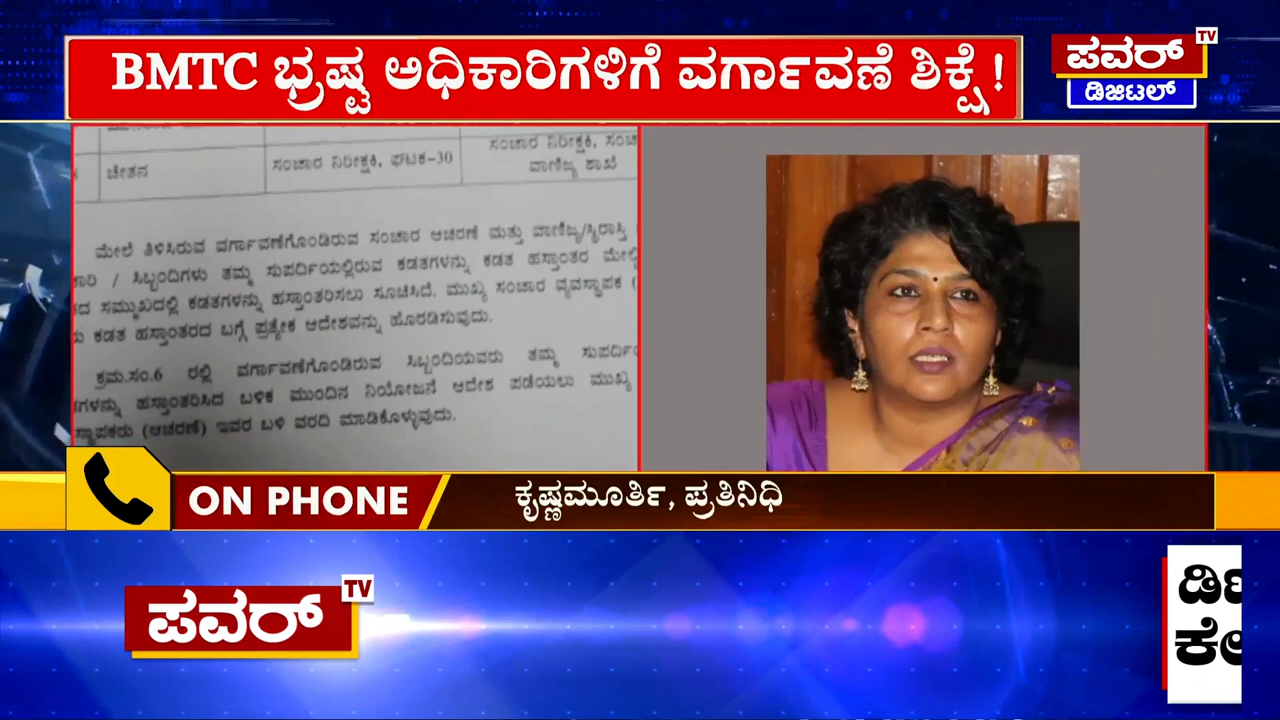 BMTC ಭ್ರಷ್ಟ ಅಧಿಕಾರಿಗಳಿಗೆ ವರ್ಗಾವಣೆ ಶಿಕ್ಷೆ!
ಪವರ್ TV
ಡಿಜಿಟಲ್
ಚೇತನ
ಸಂಚಾರ ನಿರೀಕ್ಷಕಿ, ಘಟಕ-30
ಸಂಚಾರ ನಿರೀಕ್ಷಕಿ,
ವಾಣಿಜ್ಯ ಶಾಖೆ
ಮೇಲೆ ತಿಳಿಸಿರುವ ವರ್ಗಾವಣೆಗೊಂಡಿರುವ ಸಂಚಾರ ಆಚರಣೆ ಮತ್ತು ವಾಣಿಜ್ಯ/ಸ್ಥಿರಾಸ್ತಿ
/ ಸಿಬ್ಬಂದಿಗಳು ತಮ್ಮ ಸುಪರ್ದಿಯಲ್ಲಿರುವ ಕಡತಗಳನ್ನು ಕಡತ ಹಸ್ತಾಂತರ
ಸಮ್ಮುಖದಲ್ಲಿ ಕಡತಗಳನ್ನು ಹಸ್ತಾಂತರಿಸಲು ಸೂಚಿಸಿದೆ. ಮುಖ್ಯ ಸಂಚಾರ ವ್ಯವಸ್ಥಾಪಕ (
ಕಡತ ಹಸ್ತಾಂತರದ ಬಗ್ಗೆ ಪ್ರತ್ಯೇಕ ಆದೇಶವನ್ನು ಹೊರಡಿಸುವುದು.
ಕ್ರಮ.ಸಂ.6 ರಲ್ಲಿ ವರ್ಗಾವಣೆಗೊಂಡಿರುವ ಸಿಬ್ಬಂದಿಯವರು ತಮ್ಮ
ಹಸ್ತಾಂತರಿಸಿದ ಬಳಿಕ ಮುಂದಿನ ನಿಯೋಜನೆ ಆದೇಶ ಪಡೆಯಲು ಮುಖ್ಯ
(ಆಚರಣೆ) ಇವರ ಬಳಿ ವರದಿ ಮಾಡಿಕೊಳ್ಳುವುದು.
ON PHONE
ಕೃಷ್ಣಮೂರ್ತಿ, ಪ್ರತಿನಿಧಿ
ಪವರ್ TV